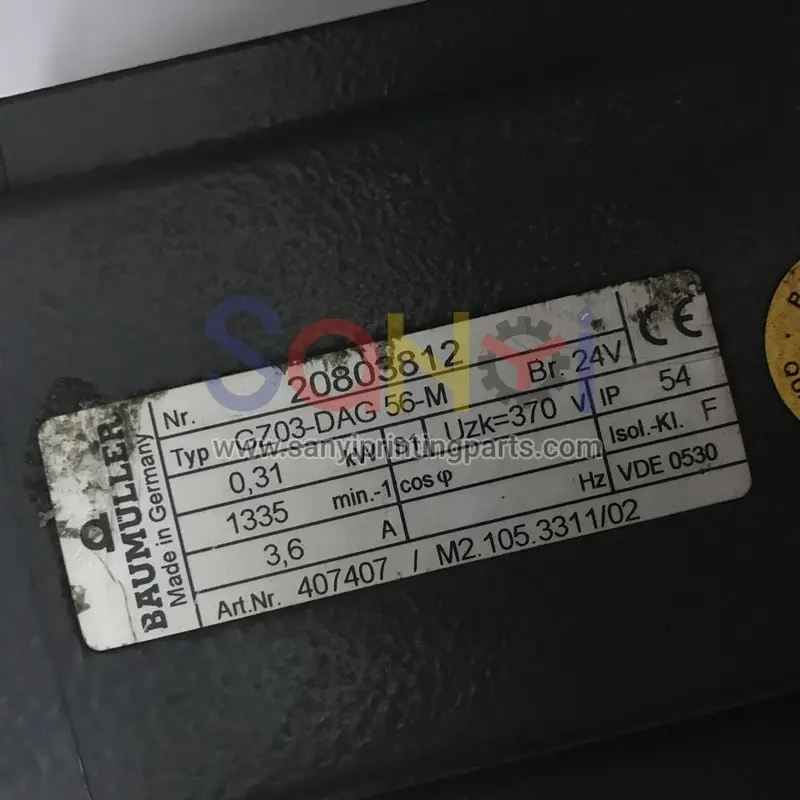 SanYi
www.sanyiprintingparts.com
BAUMÜLLER
Made in Germany
Nr. 20803812 Br. 24V CE
Typ GZ03-DAG 56-M Uzk=370 V IP 54
0,31 kW S1 Isol.-Kl. F
1335 min.-1 cos φ Hz VDE 0530
3,6 A
Art.Nr. 407407 / M2.105.3311/02